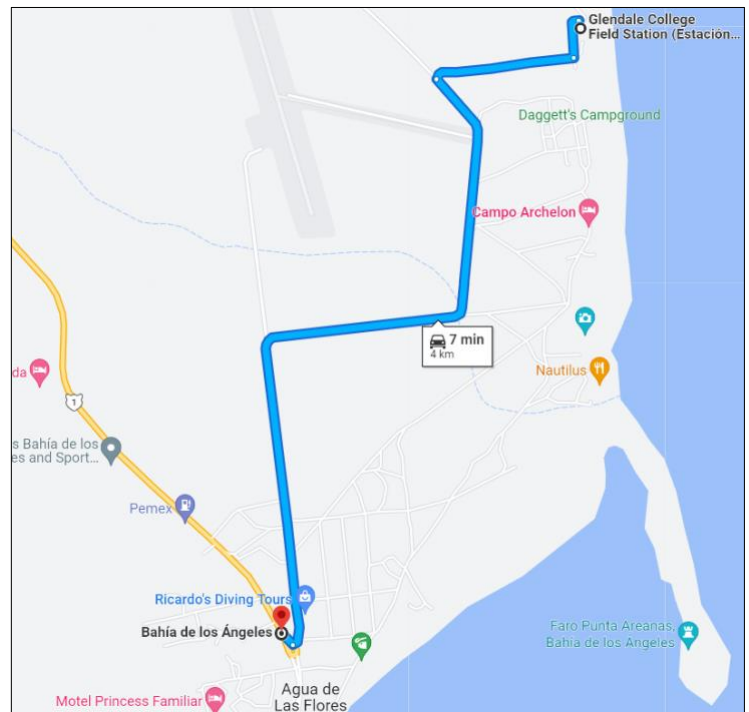 Glendale College
Field Station (Estación...
Daggett's Campground
Campo Archelon
7 min
4 km
Nautilus
da
1
s Bahía de los
es and Sport...
Pemex
Ricardo's Diving Tours
Bahía de los Ángeles
Faro Punta Areanas,
Bahia de los Angeles
Agua de
Las Flores
Motel Princess Familiar